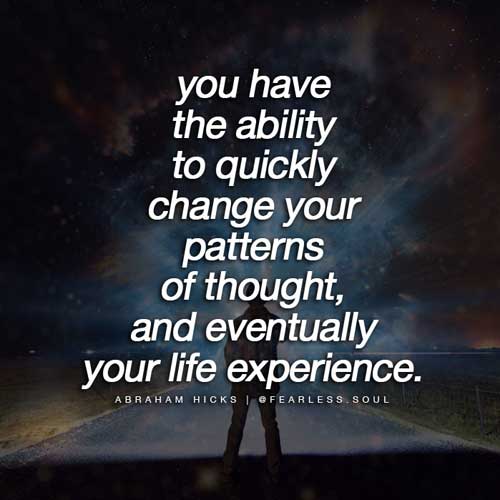 you have
the ability
to quickly
change your
patterns
of thought,
and eventually
your life experience.
ABRAHAM HICKS | @FEARLESS.SOUL